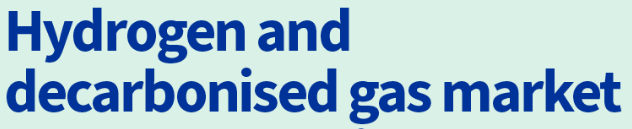 Hydrogen and
decarbonised gas market